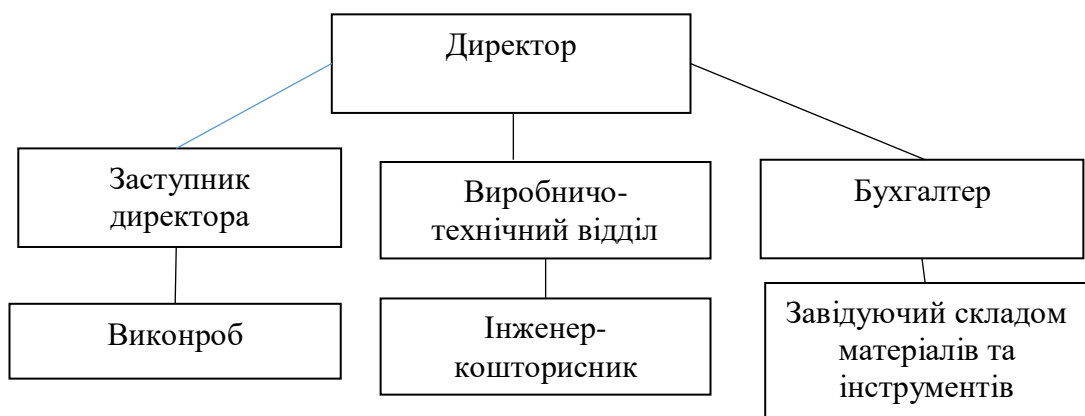 Директор
Заступник
директора
Виробничо-
технічний відділ
Бухгалтер
Виконроб
Інженер-
кошторисник
Завідуючий складом
матеріалів та
інструментів